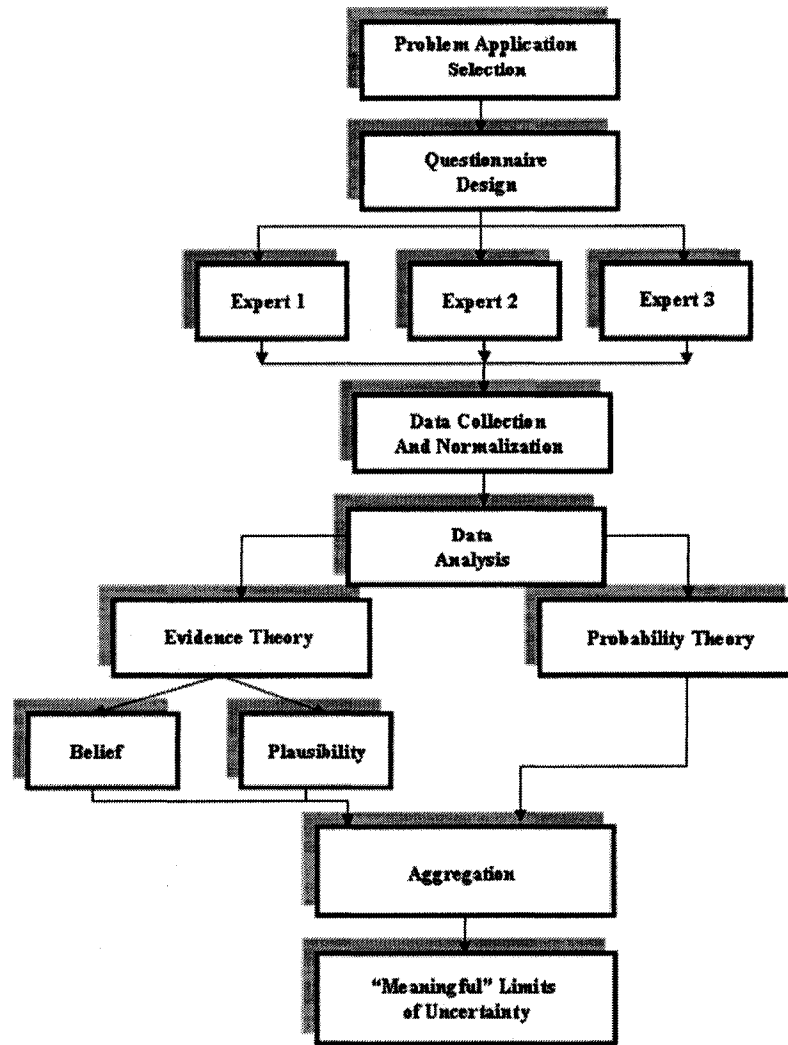 Problem Application
Selection
Questionnaire
Design
Expert 1
Expert 2
Expert 3
Data Collection
And Normalization
Data
Analysis
Evidence Theory
Probability Theory
Belief
Plausibility
Aggregation
“Meaningful” Limits
of Uncertainty